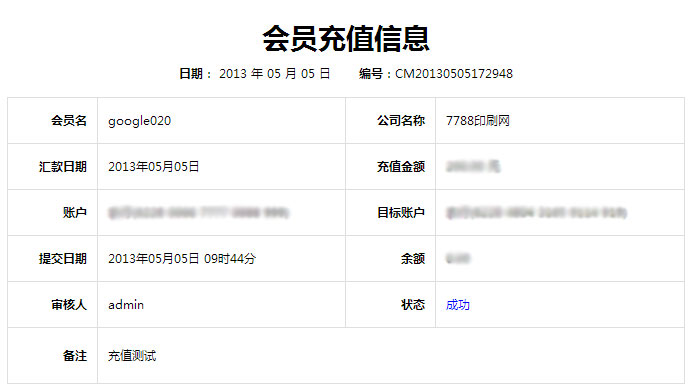 会员充值信息
日期： 2013 年 05 月 05 日 编号：CM20130505172948
会员名 google020 公司名称 7788印刷网
汇款日期 2013年05月05日 充值金额
账户 目标账户
提交日期 2013年05月05日 09时44分 余额
审核人 admin 状态 成功
备注 充值测试